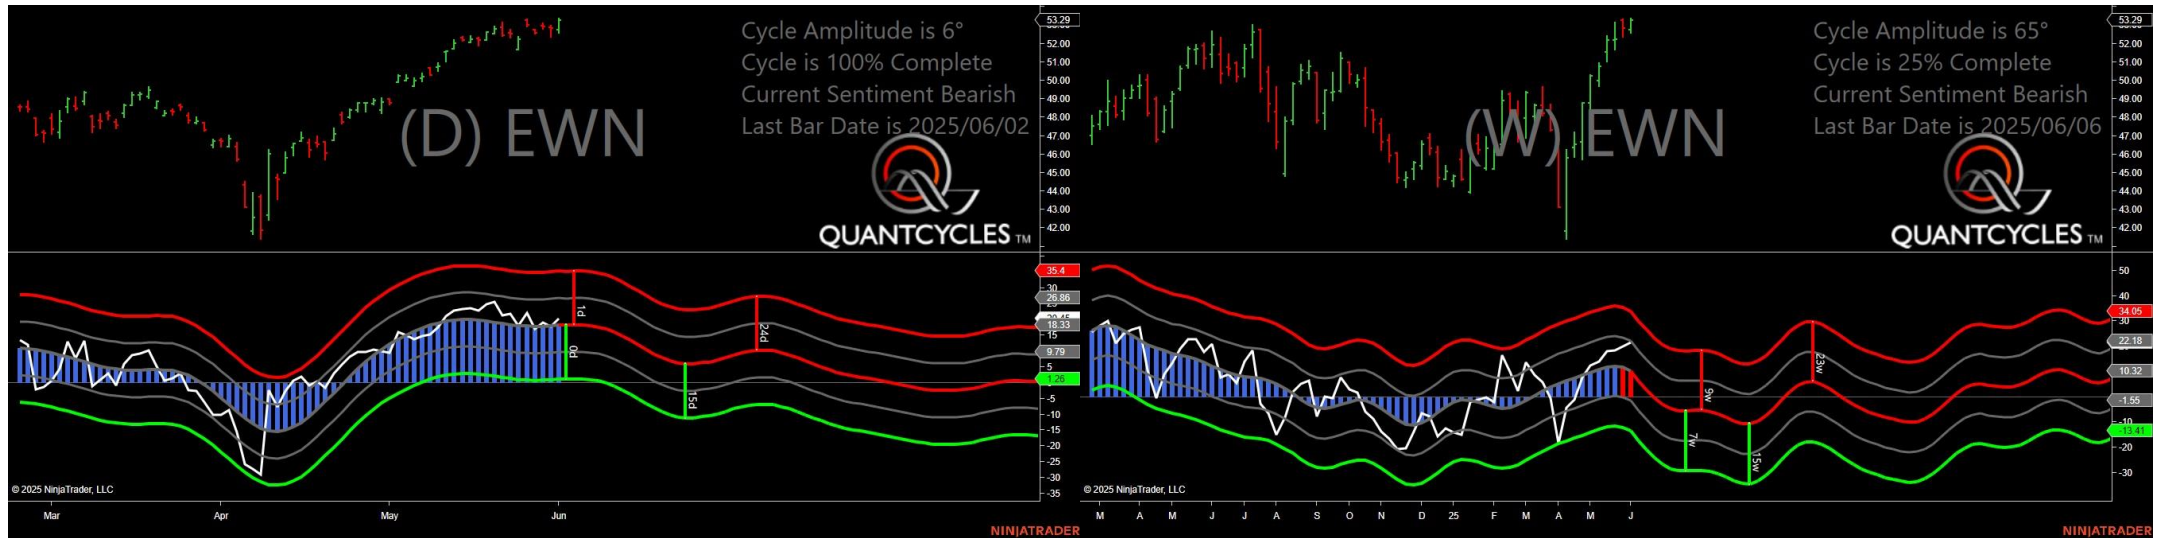 Cycle Amplitude is 6°
Cycle is 100% Complete
Current Sentiment Bearish
Last Bar Date is 2025/06/02
(D) EWN
QUANTCYCLES TM
53.29
52.00
51.00
50.00
49.00
48.00
47.00
46.00
45.00
44.00
43.00
42.00
35.4
30
26.86
18.33
15
9.79
5
1.26
-5
-10
-15
-20
-25
-30
-35
1d
0d
15d
24d
© 2025 NinjaTrader, LLC
Mar
Apr
May
Jun
NINJATRADER
Cycle Amplitude is 65°
Cycle is 25% Complete
Current Sentiment Bearish
Last Bar Date is 2025/06/06
(W) EWN
QUANTCYCLES TM
53.29
52.00
51.00
50.00
49.00
48.00
47.00
46.00
45.00
44.00
43.00
42.00
50
40
34.05
30
22.18
10.32
-1.55
-10
-13.41
-20
-30
9w
7w
15w
23w
© 2025 NinjaTrader, LLC
M A M J J A S O N D 25 F M A M J
NINJATRADER